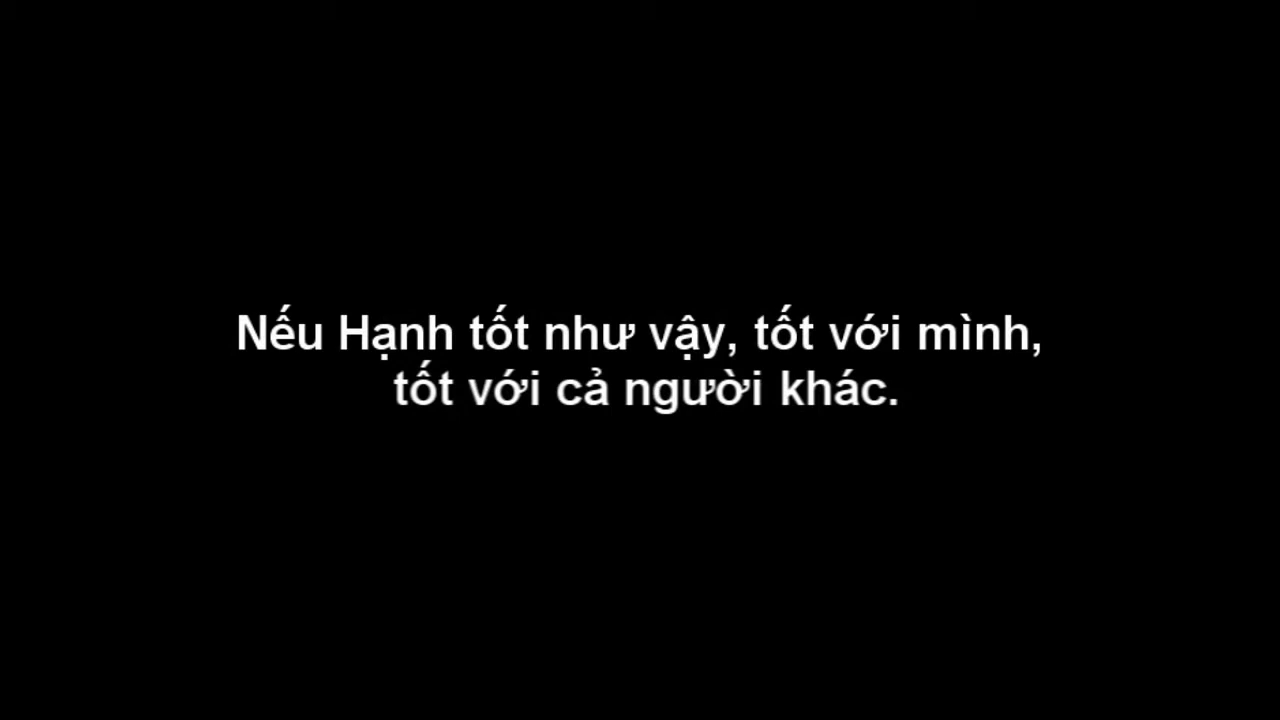 Nếu Hạnh tốt như vậy, tốt với mình,
tốt với cả người khác.